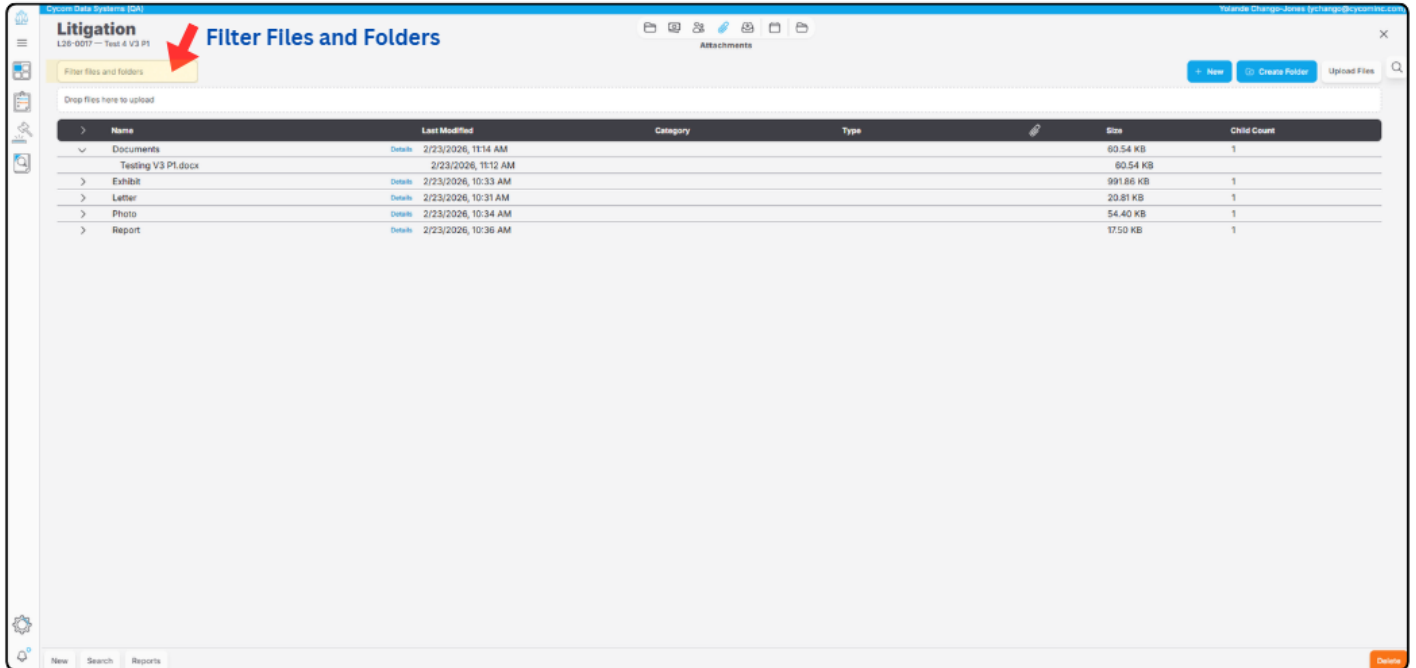 Cycom Data Systems (QA) Yolande Chango-Jones (ychango@cycominc.com)
Litigation
L26-0017 — Test 4 V3 P1
Filter Files and Folders
Attachments
Filter files and folders
+ New Create Folder Upload Files
Drop files here to upload
Name Last Modified Category Type Size Child Count
Documents Details 2/23/2026, 11:14 AM 60.54 KB 1
Testing V3 P1.docx 2/23/2026, 11:12 AM 60.54 KB
Exhibit Details 2/23/2026, 10:33 AM 991.86 KB 1
Letter Details 2/23/2026, 10:31 AM 20.81 KB 1
Photo Details 2/23/2026, 10:34 AM 54.40 KB 1
Report Details 2/23/2026, 10:36 AM 17.50 KB 1
New Search Reports Delete